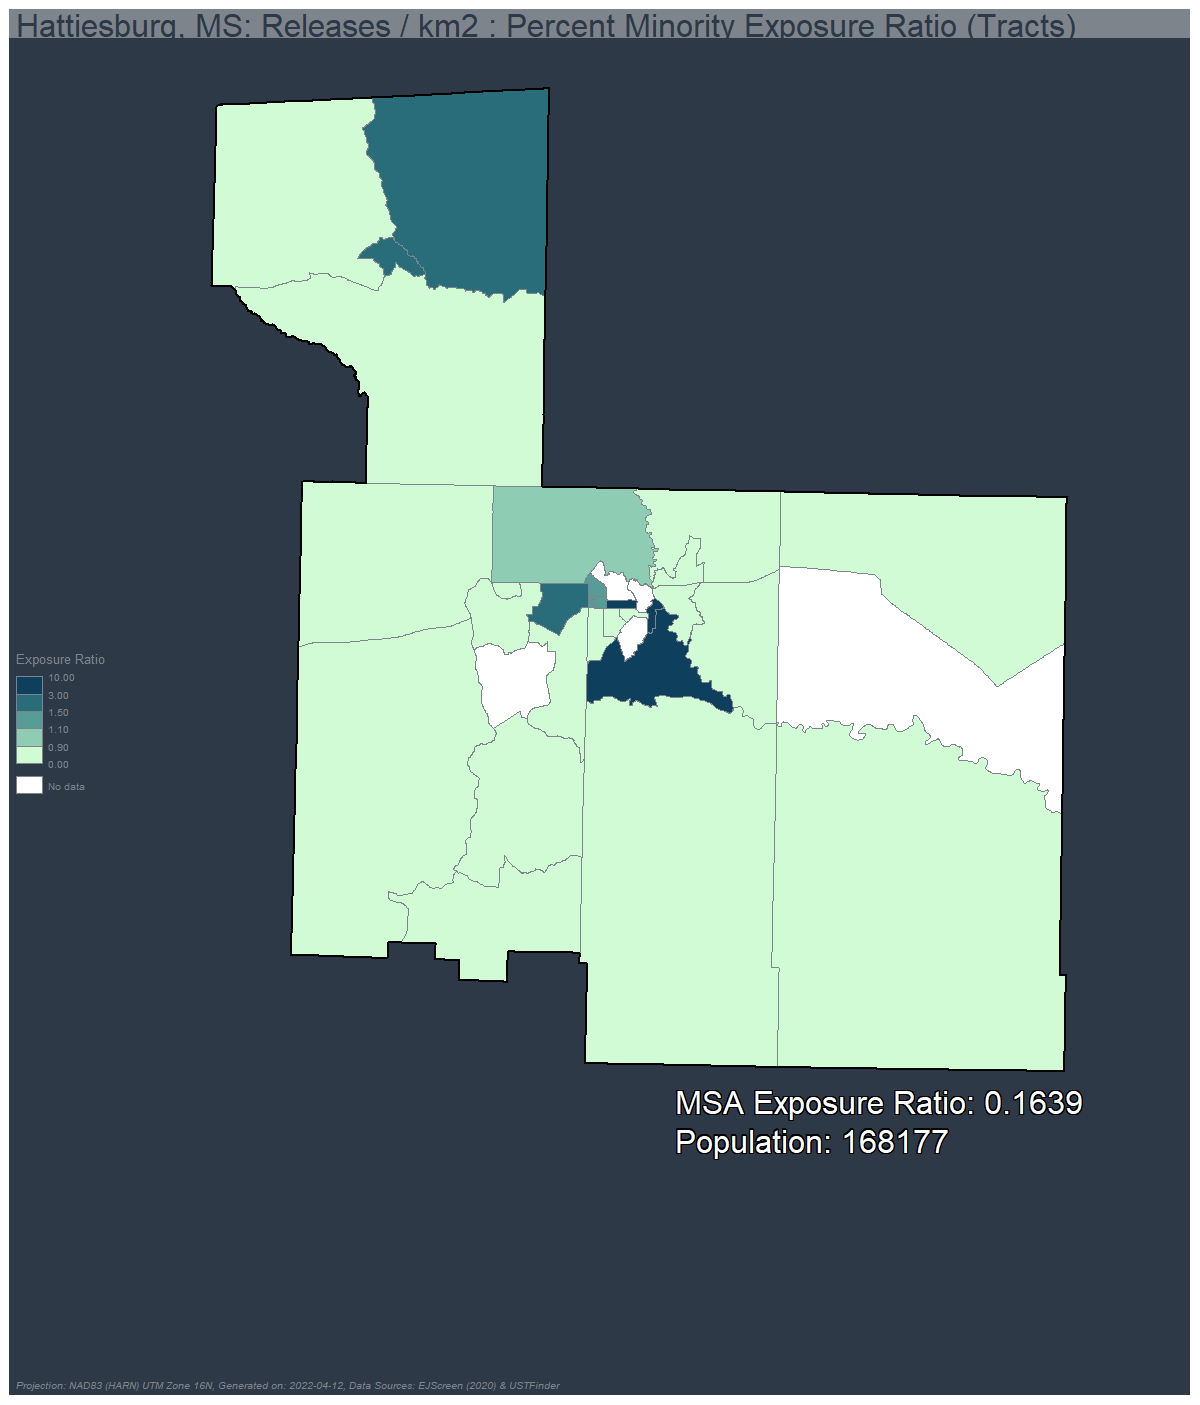 Hattiesburg, MS: Releases / km2 : Percent Minority Exposure Ratio (Tracts)
Exposure Ratio
10.00
3.00
1.50
1.10
0.90
0.00
No data
MSA Exposure Ratio: 0.1639
Population: 168177
Projection: NAD83 (HARN) UTM Zone 16N, Generated on: 2022-04-12, Data Sources: EJScreen (2020) & USTFinder